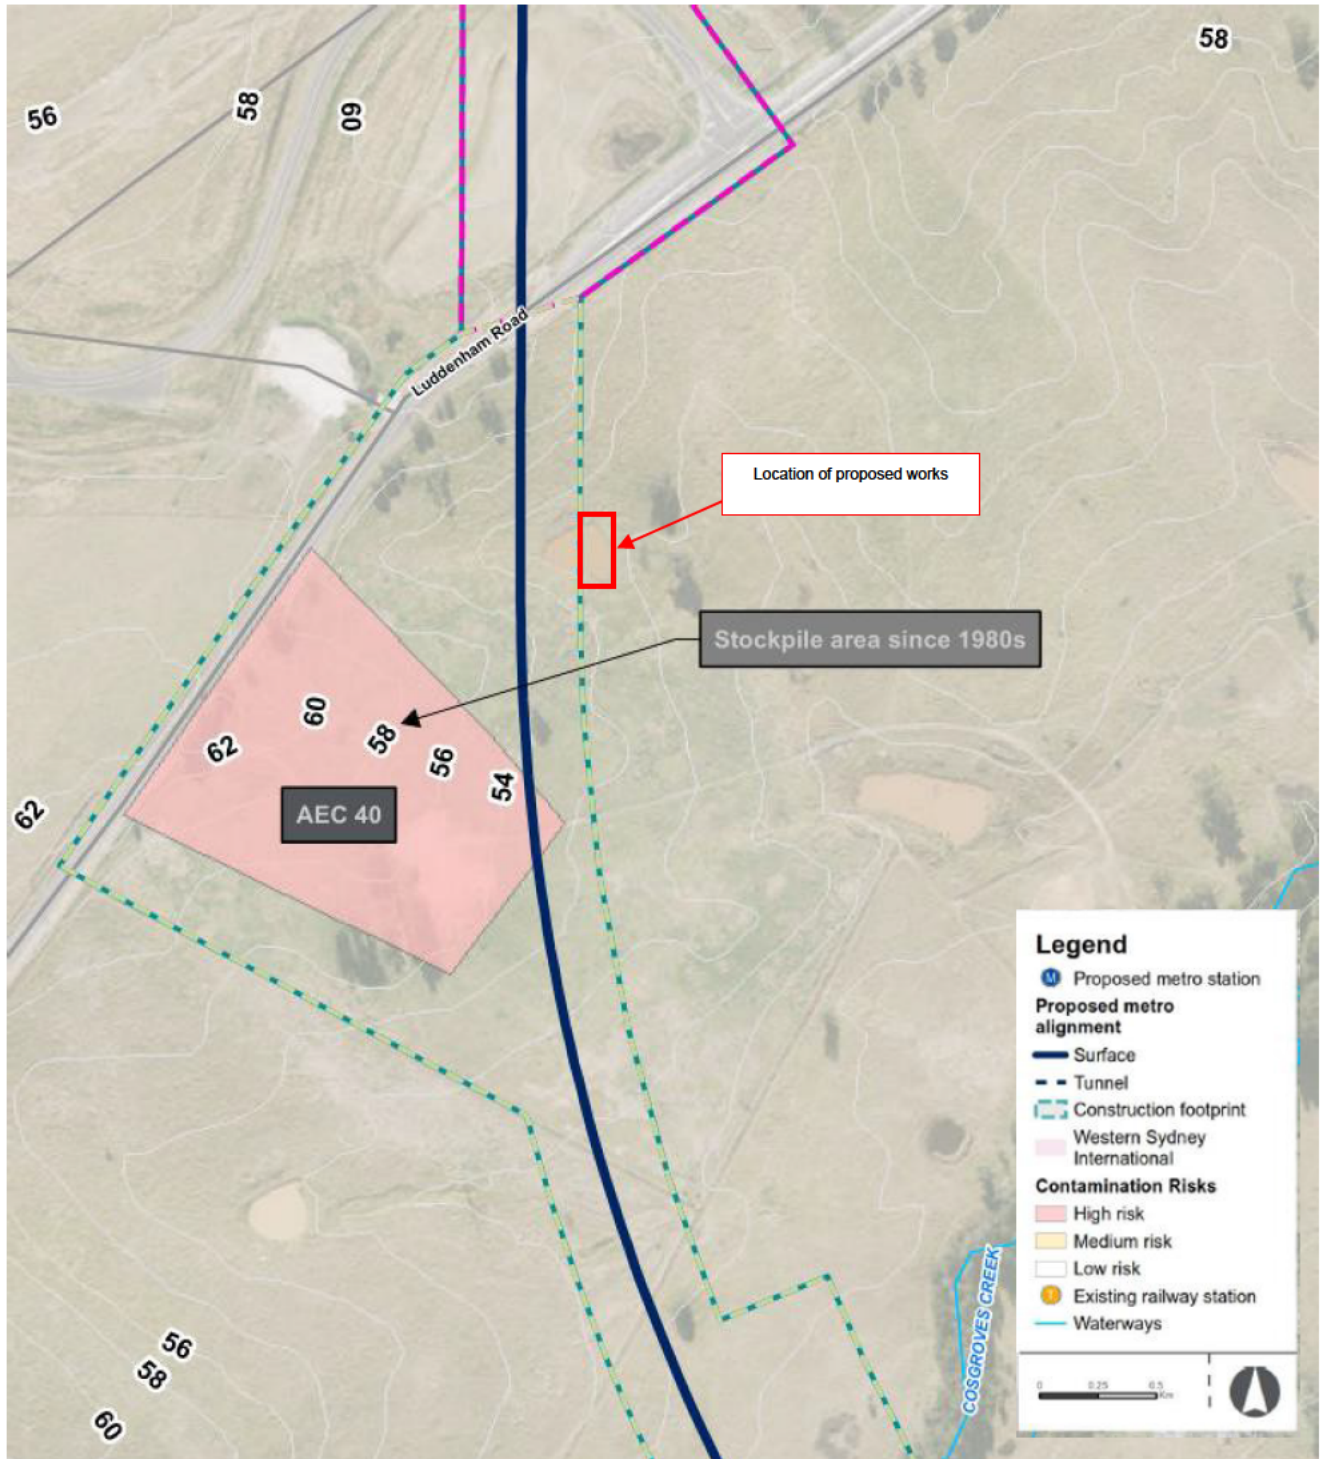 58
56
58
60
Luddenham Road
Location of proposed works
Stockpile area since 1980s
60
62
58
56
54
62
AEC 40
COSGROVES CREEK
56
58
60
Legend
M Proposed metro station
Proposed metro
alignment
Surface
Tunnel
Construction footprint
Western Sydney
International
Contamination Risks
High risk
Medium risk
Low risk
T Existing railway station
Waterways
0 0.25 0.5
Km